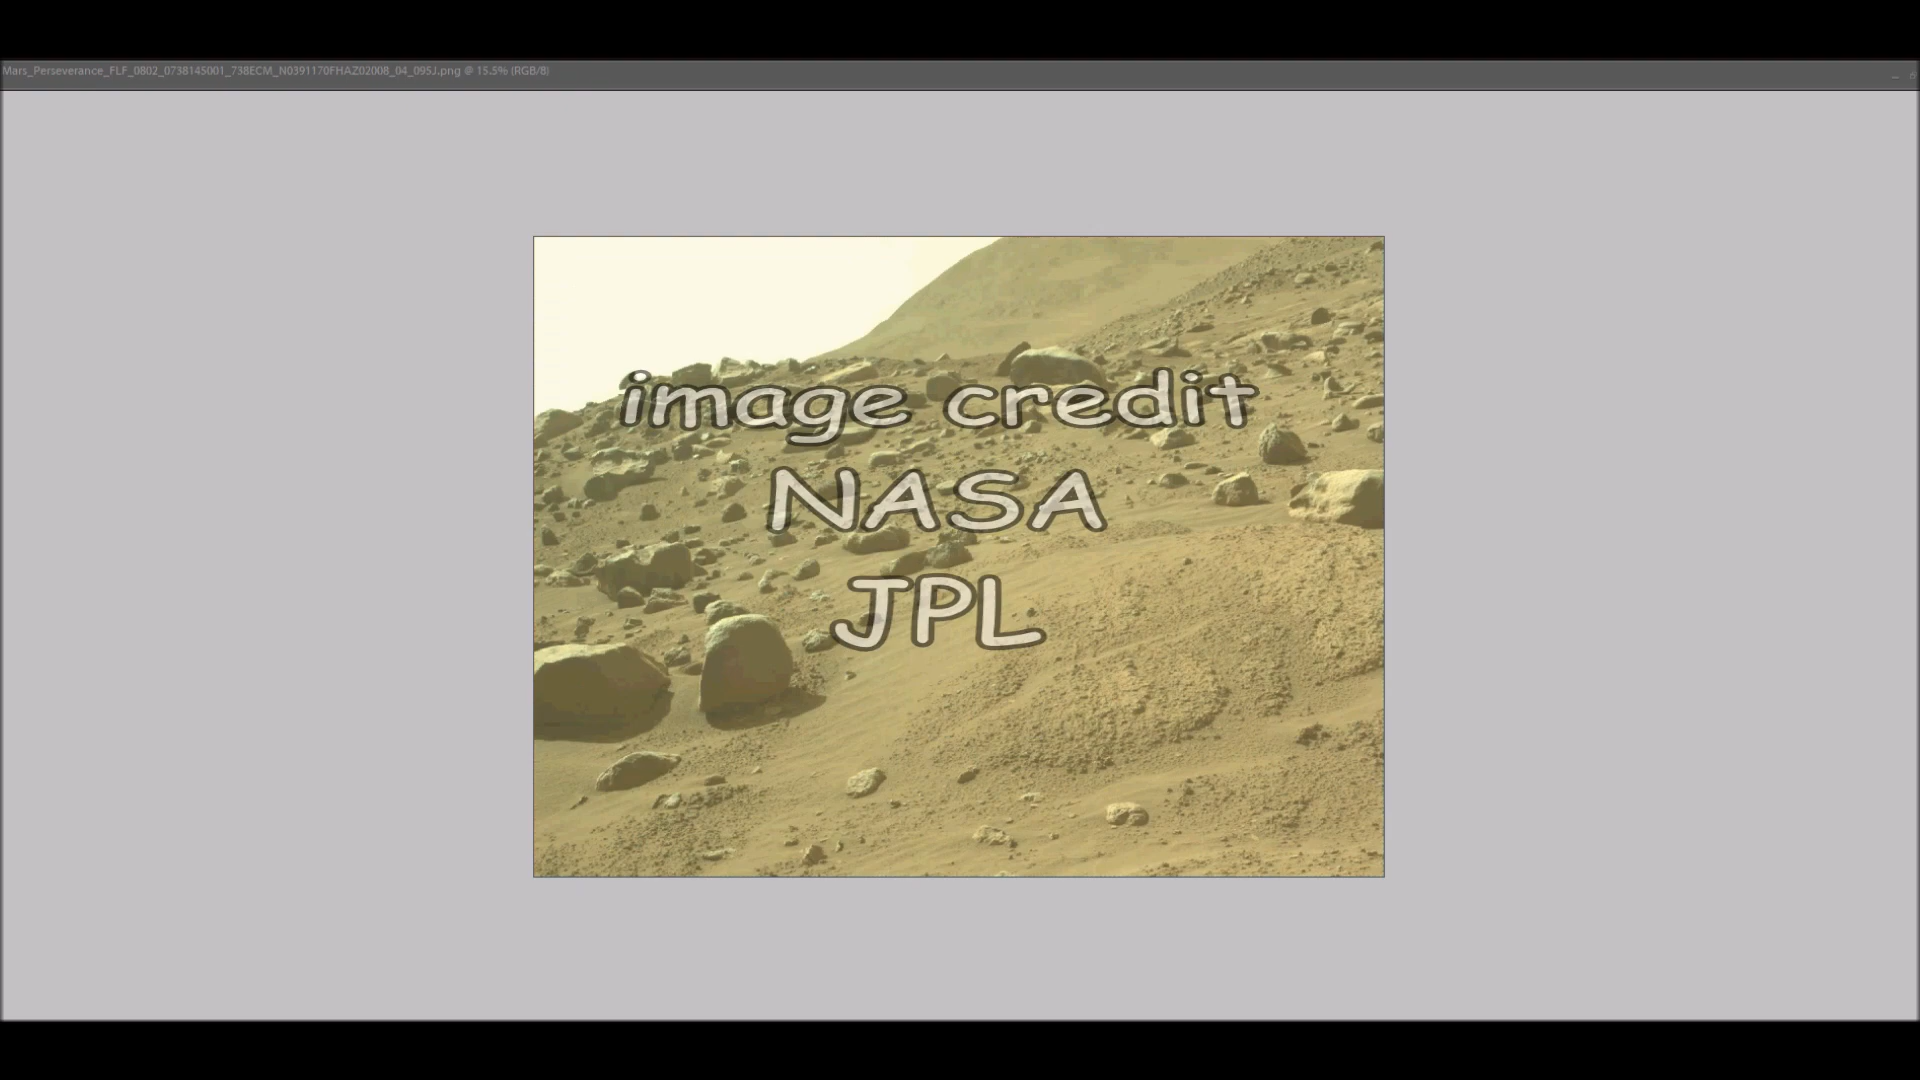 Mars_Perseverance_FLF_0802_0738145001_738ECM_N0391170FHAZ02008_04_095J.png @ 15.5% (RGB/8)
image credit
NASA
JPL